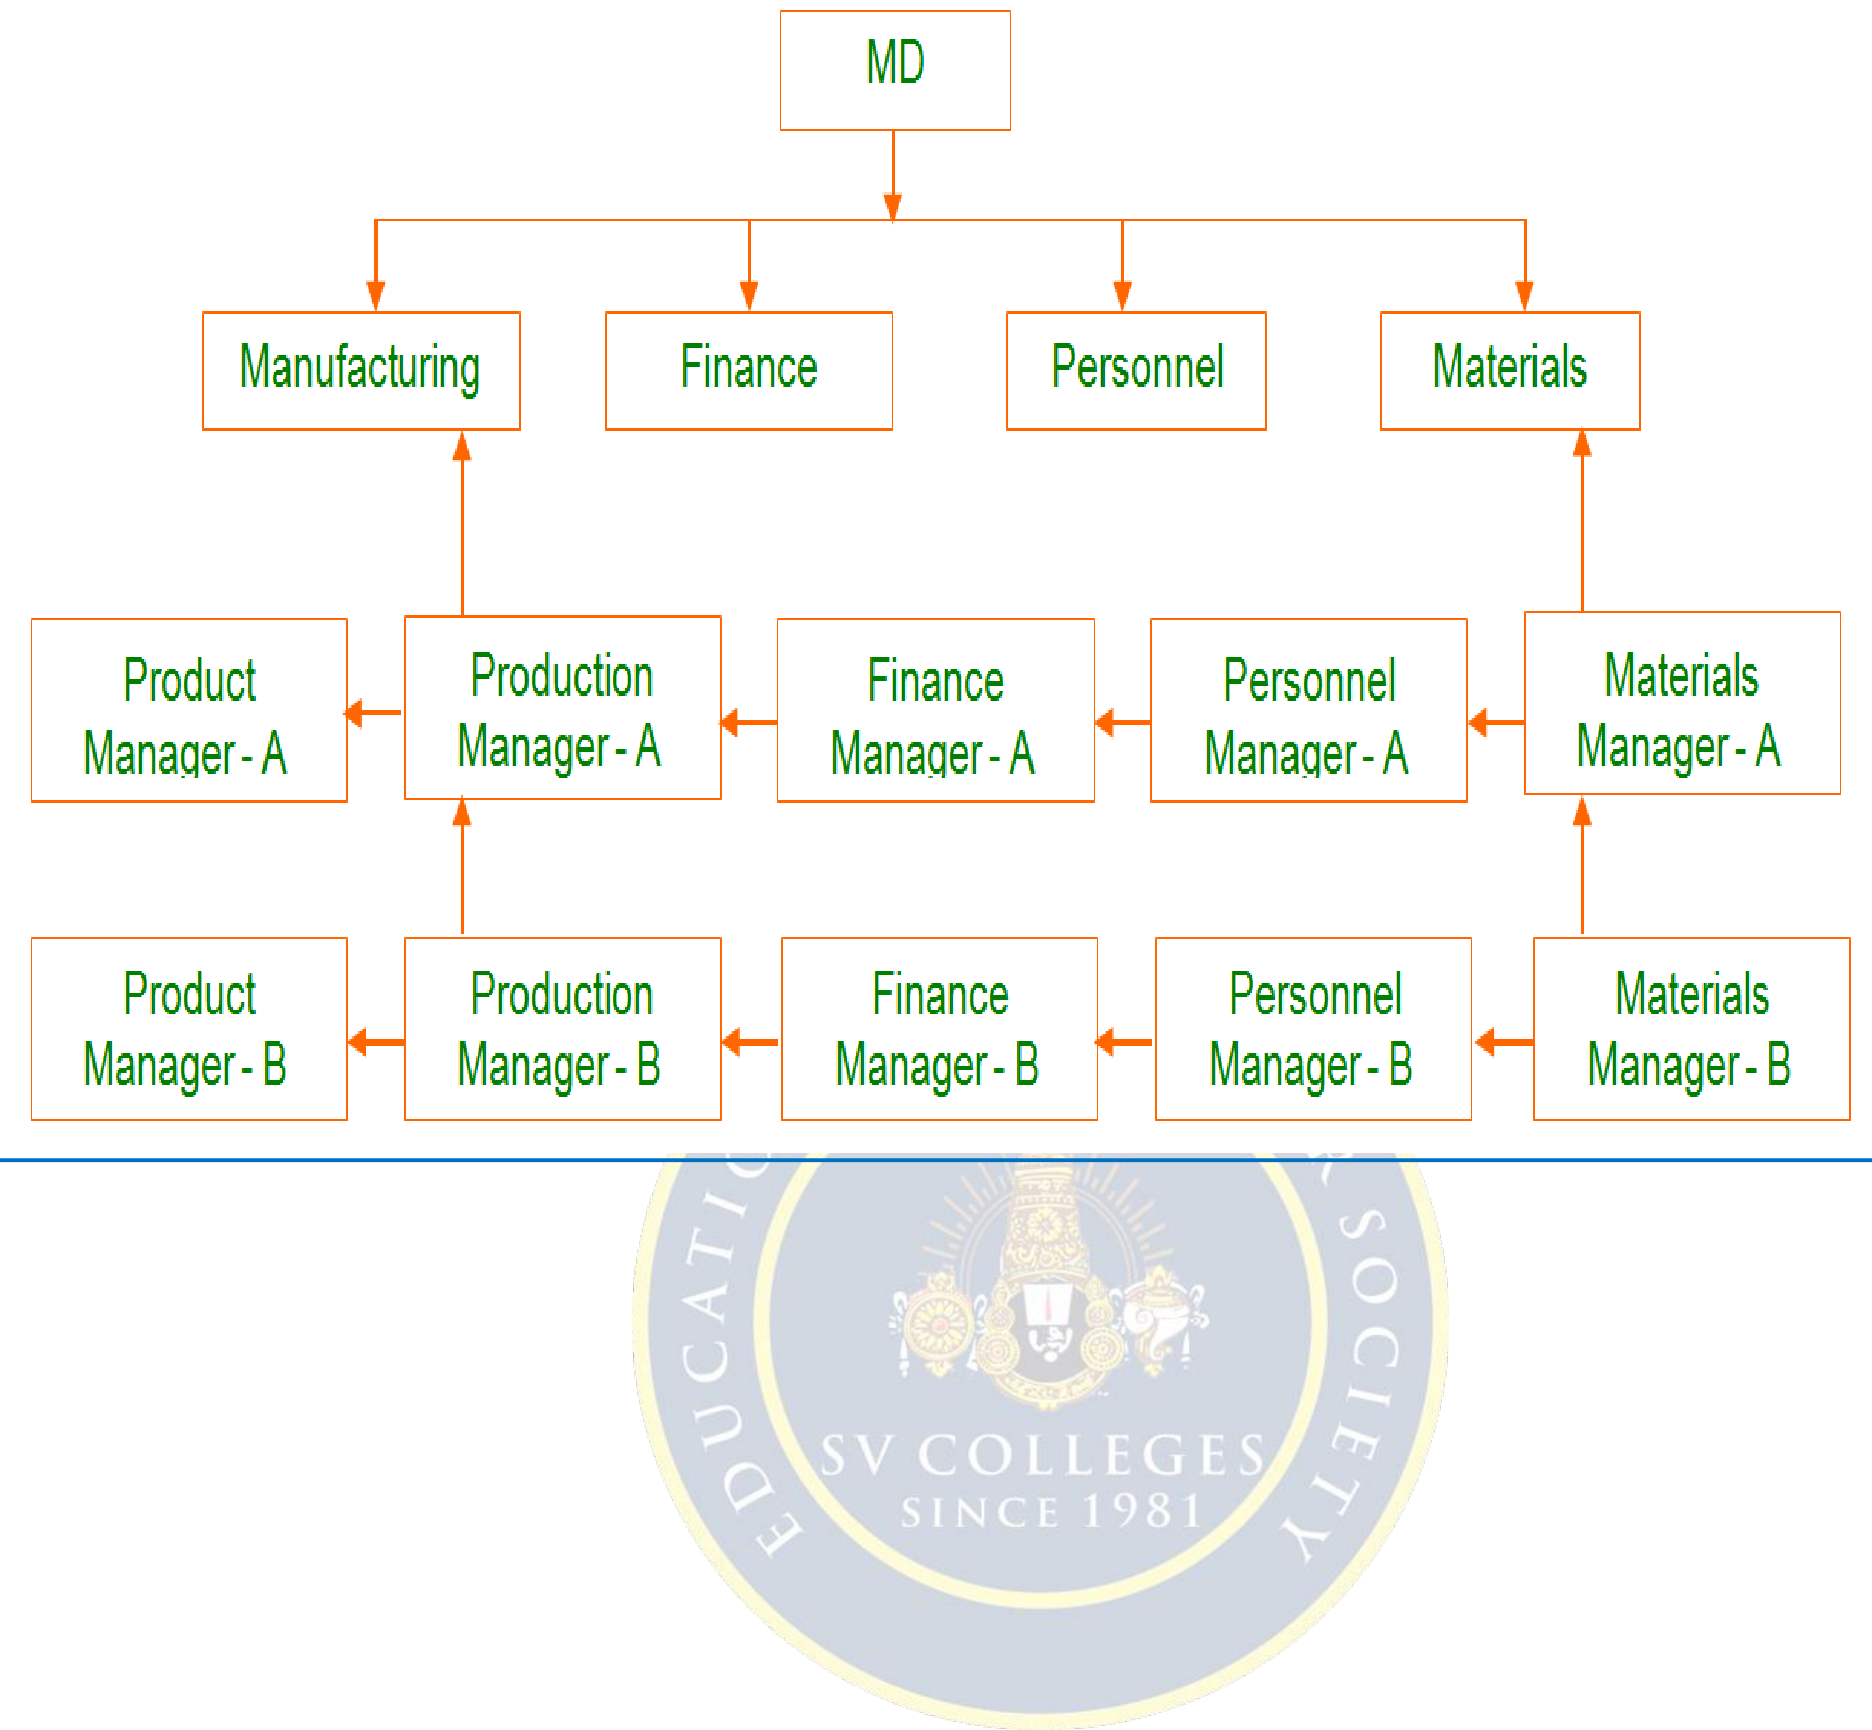 MD
Manufacturing
Finance
Personnel
Materials
Product
Manager - A
Production
Manager - A
Finance
Manager - A
Personnel
Manager - A
Materials
Manager - A
Product
Manager - B
Production
Manager - B
Finance
Manager - B
Personnel
Manager - B
Materials
Manager - B
SOCIETY
SV COLLEGES
SINCE 1981